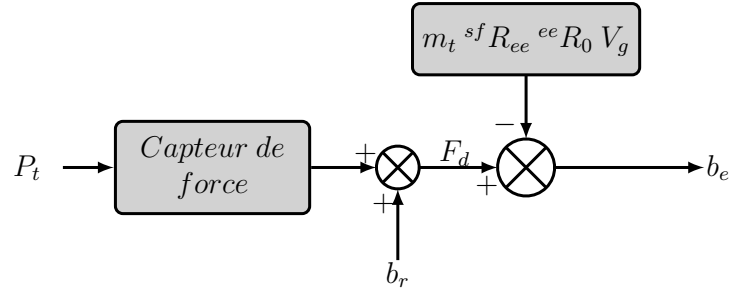 m_t ^{sf}R_{ee} ^{ee}R_0 V_g
−
P_t
Capteur de
force
+
F_d
+
+
b_e
b_r